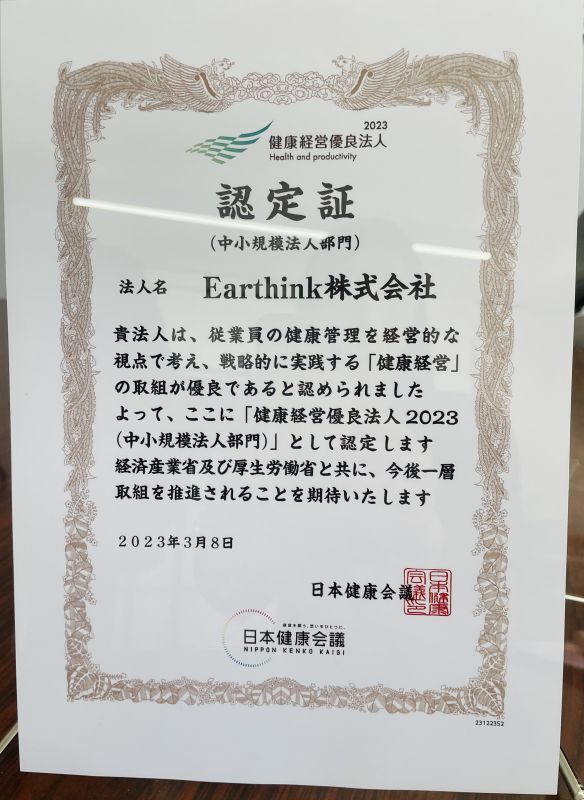 2023
健康経営優良法人
Health and productivity
認定証
(中小規模法人部門)
法人名 Earthink株式会社
貴法人は、従業員の健康管理を経営的な
視点で考え、戦略的に実践する「健康経営」
の取組が優良であると認められました
よって、ここに「健康経営優良法人2023
(中小規模法人部門)」として認定します
経済産業省及び厚生労働省と共に、今後一層
取組を推進されることを期待いたします
2023年3月8日
日本健康会議
日本健康会議
NIPPON KENKO KAIGI
23122352